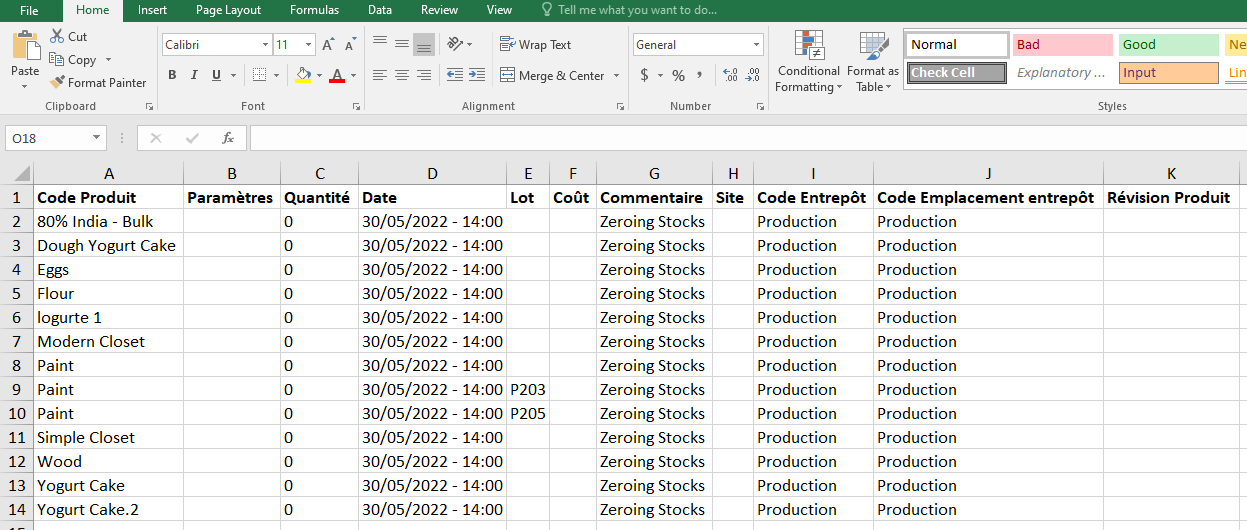 File Home Insert Page Layout Formulas Data Review View Tell me what you want to do...
Cut
Copy
Format Painter
Paste
Clipboard
Calibri 11
B I U
Font
Wrap Text
Merge & Center
Alignment
General
$ % ,
Number
Conditional Formatting
Format as Table
Normal Bad Good Ne
Check Cell Explanatory ... Input Lin
Styles
O18 fx
A B C D E F G H I J K
1 Code Produit Paramètres Quantité Date Lot Coût Commentaire Site Code Entrepôt Code Emplacement entrepôt Révision Produit
2 80% India - Bulk 0 30/05/2022 - 14:00 Zeroing Stocks Production Production
3 Dough Yogurt Cake 0 30/05/2022 - 14:00 Zeroing Stocks Production Production
4 Eggs 0 30/05/2022 - 14:00 Zeroing Stocks Production Production
5 Flour 0 30/05/2022 - 14:00 Zeroing Stocks Production Production
6 Iogurte 1 0 30/05/2022 - 14:00 Zeroing Stocks Production Production
7 Modern Closet 0 30/05/2022 - 14:00 Zeroing Stocks Production Production
8 Paint 0 30/05/2022 - 14:00 Zeroing Stocks Production Production
9 Paint 0 30/05/2022 - 14:00 P203 Zeroing Stocks Production Production
10 Paint 0 30/05/2022 - 14:00 P205 Zeroing Stocks Production Production
11 Simple Closet 0 30/05/2022 - 14:00 Zeroing Stocks Production Production
12 Wood 0 30/05/2022 - 14:00 Zeroing Stocks Production Production
13 Yogurt Cake 0 30/05/2022 - 14:00 Zeroing Stocks Production Production
14 Yogurt Cake.2 0 30/05/2022 - 14:00 Zeroing Stocks Production Production